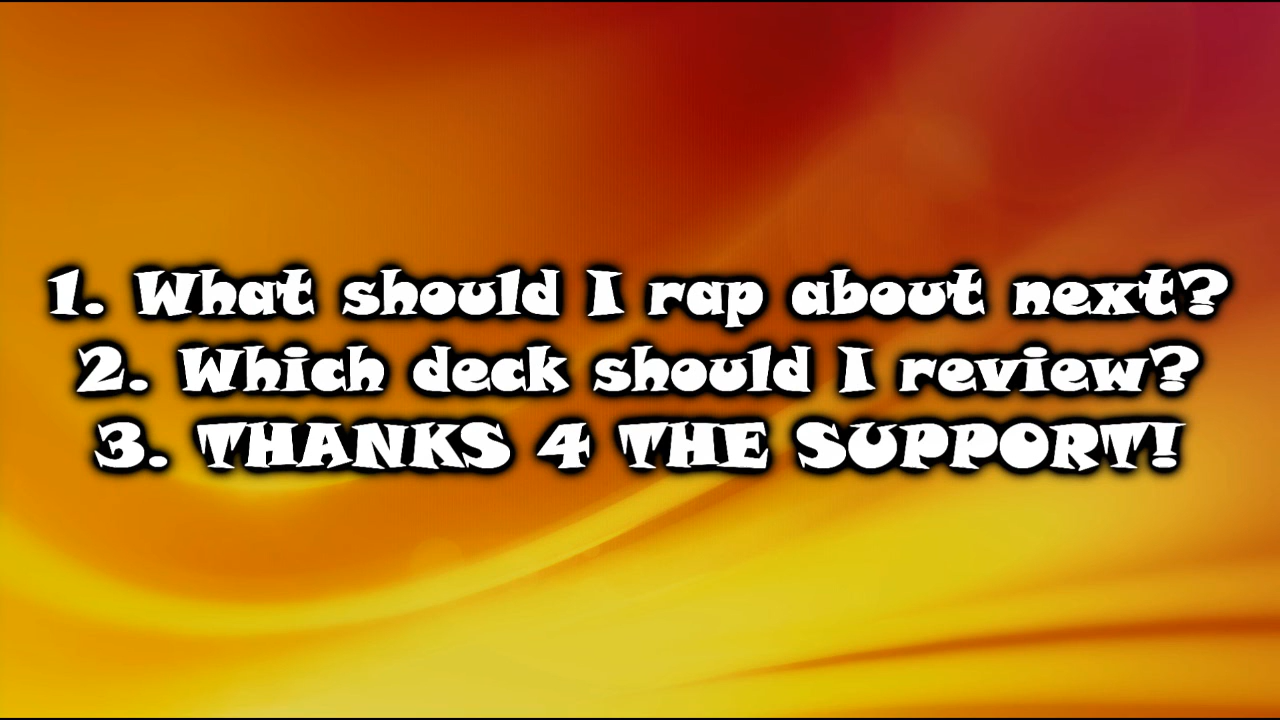 1. What should I rap about next?
2. Which deck should I review?
3. THANKS 4 THE SUPPORT!